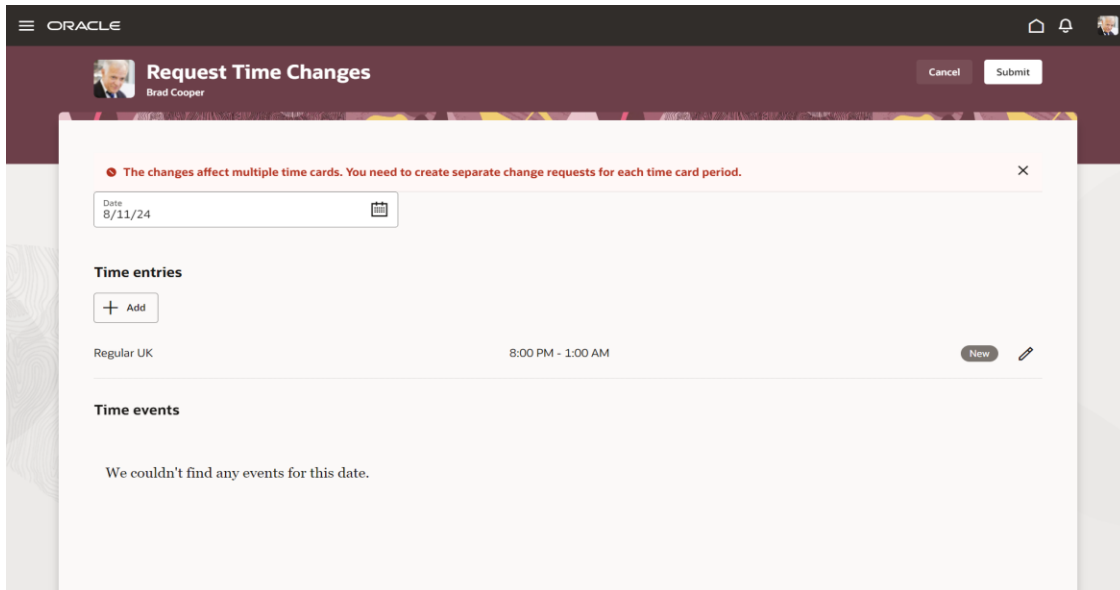 ORACLE
Request Time Changes
Brad Cooper
Cancel
Submit
The changes affect multiple time cards. You need to create separate change requests for each time card period.
Date
8/11/24
Time entries
Add
Regular UK 8:00 PM - 1:00 AM New
Time events
We couldn't find any events for this date.